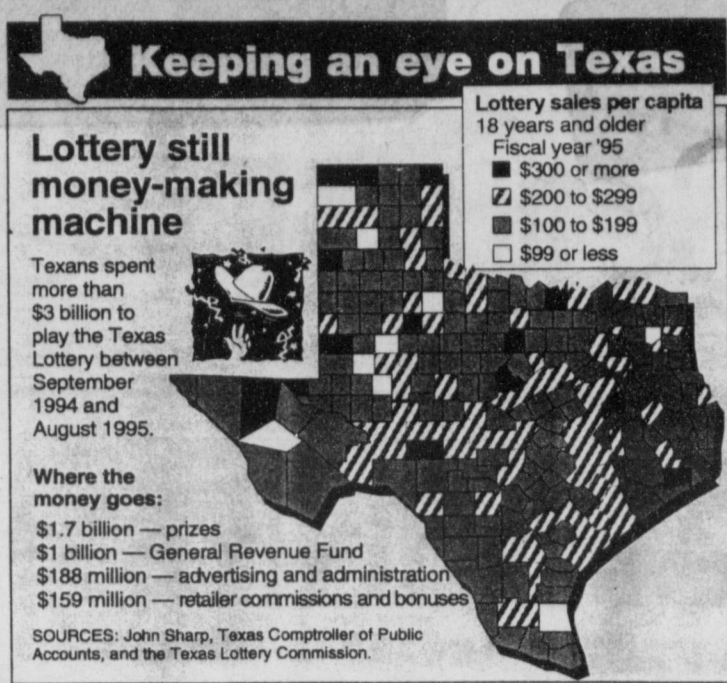 Keeping an eye on Texas
Lottery still
money-making
machine
Texans spent
more than
$3 billion to
play the Texas
Lottery between
September
1994 and
August 1995.
Where the
money goes:
$1.7 billion — prizes
$1 billion — General Revenue Fund
$188 million — advertising and administration
$159 million — retailer commissions and bonuses
SOURCES: John Sharp, Texas Comptroller of Public
Accounts, and the Texas Lottery Commission.
Lottery sales per capita
18 years and older
Fiscal year '95
$300 or more
$200 to $299
$100 to $199
$99 or less